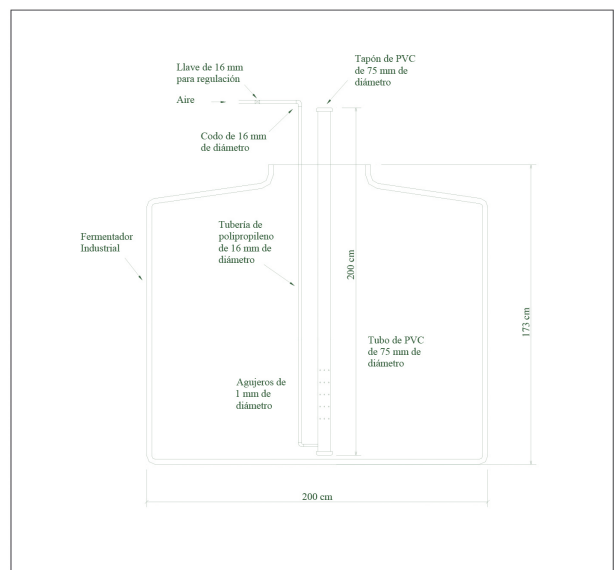 Llave de 16 mm
para regulación
Tapón de PVC
de 75 mm de
diámetro
Aire
Codo de 16 mm
de diámetro
Fermentador
Industrial
Tubería de
polipropileno
de 16 mm de
diámetro
200 cm
173 cm
Tubo de PVC
de 75 mm de
diámetro
Agujeros de
1 mm de
diámetro
200 cm